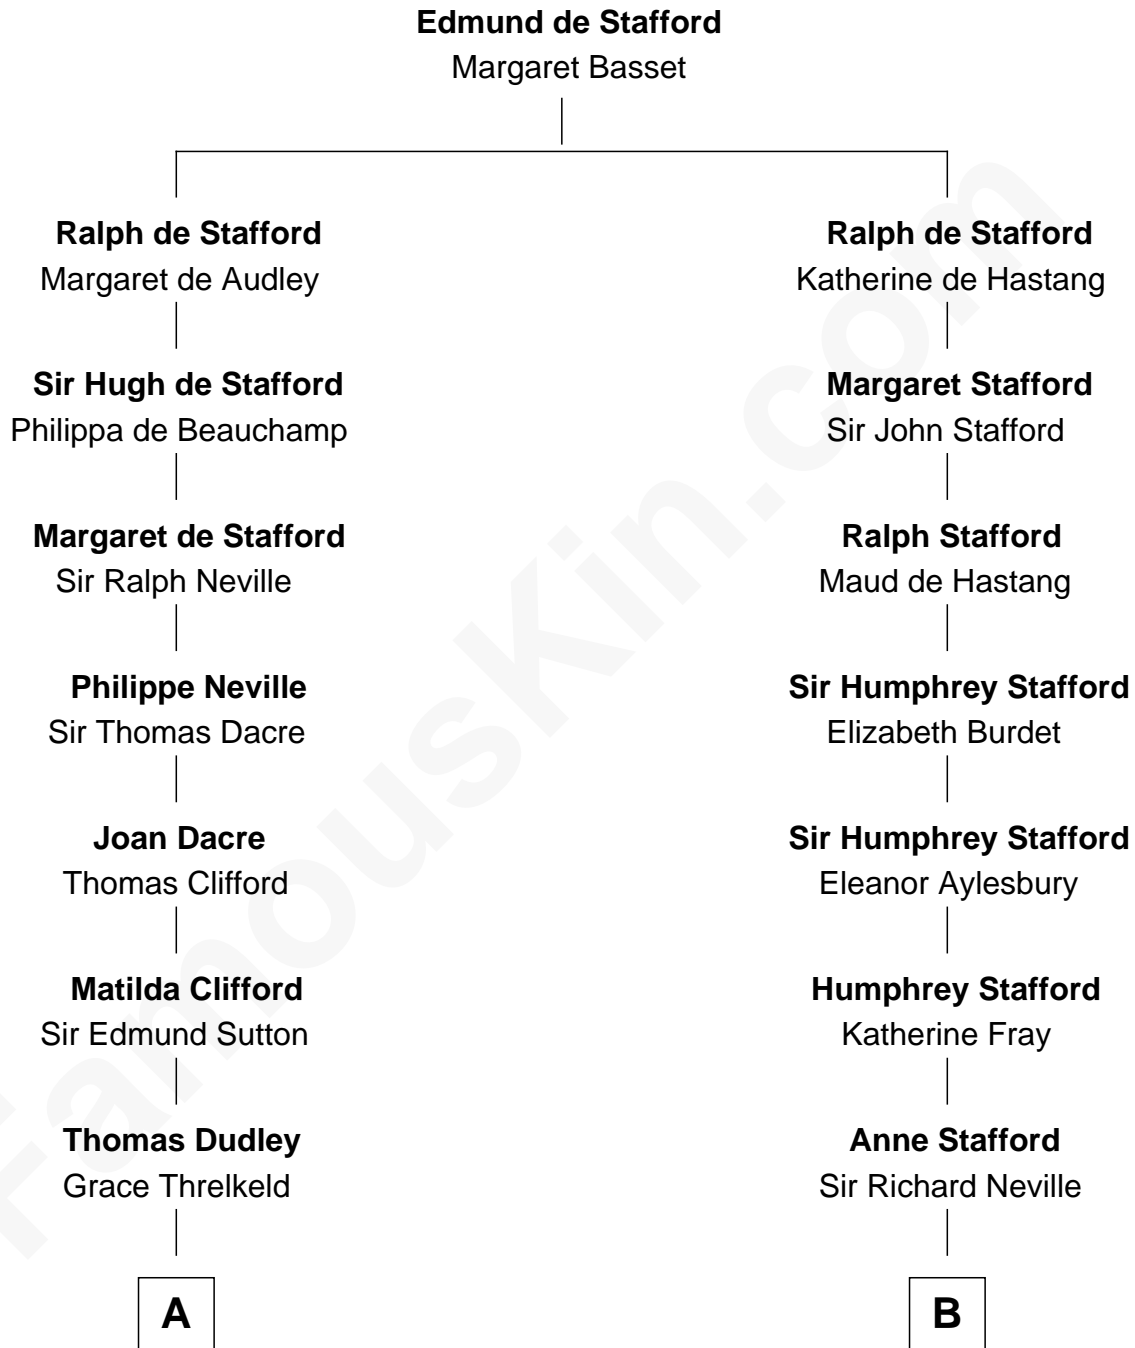 Edmund de Stafford
Margaret Basset
Ralph de Stafford
Margaret de Audley
Sir Hugh de Stafford
Philippa de Beauchamp
Margaret de Stafford
Sir Ralph Neville
Philippe Neville
Sir Thomas Dacre
Joan Dacre
Thomas Clifford
Matilda Clifford
Sir Edmund Sutton
Thomas Dudley
Grace Threlkeld
A
Ralph de Stafford
Katherine de Hastang
Margaret Stafford
Sir John Stafford
Ralph Stafford
Maud de Hastang
Sir Humphrey Stafford
Elizabeth Burdet
Sir Humphrey Stafford
Eleanor Aylesbury
Humphrey Stafford
Katherine Fray
Anne Stafford
Sir Richard Neville
B
FamousKin.com